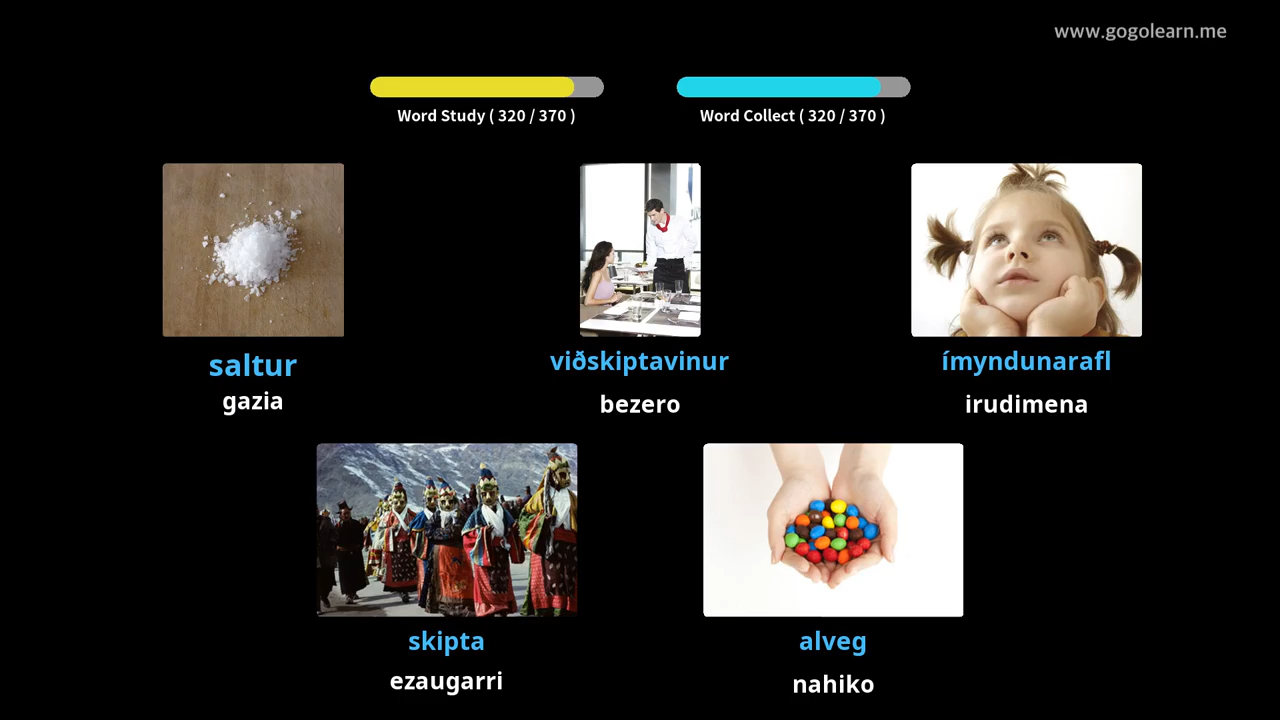 www.gogolearn.me
Word Study ( 320 / 370 )
Word Collect ( 320 / 370 )
saltur
gazia
viðskiptavinur
bezero
ímyndunarafl
irudimena
skipta
ezaugarri
alveg
nahiko